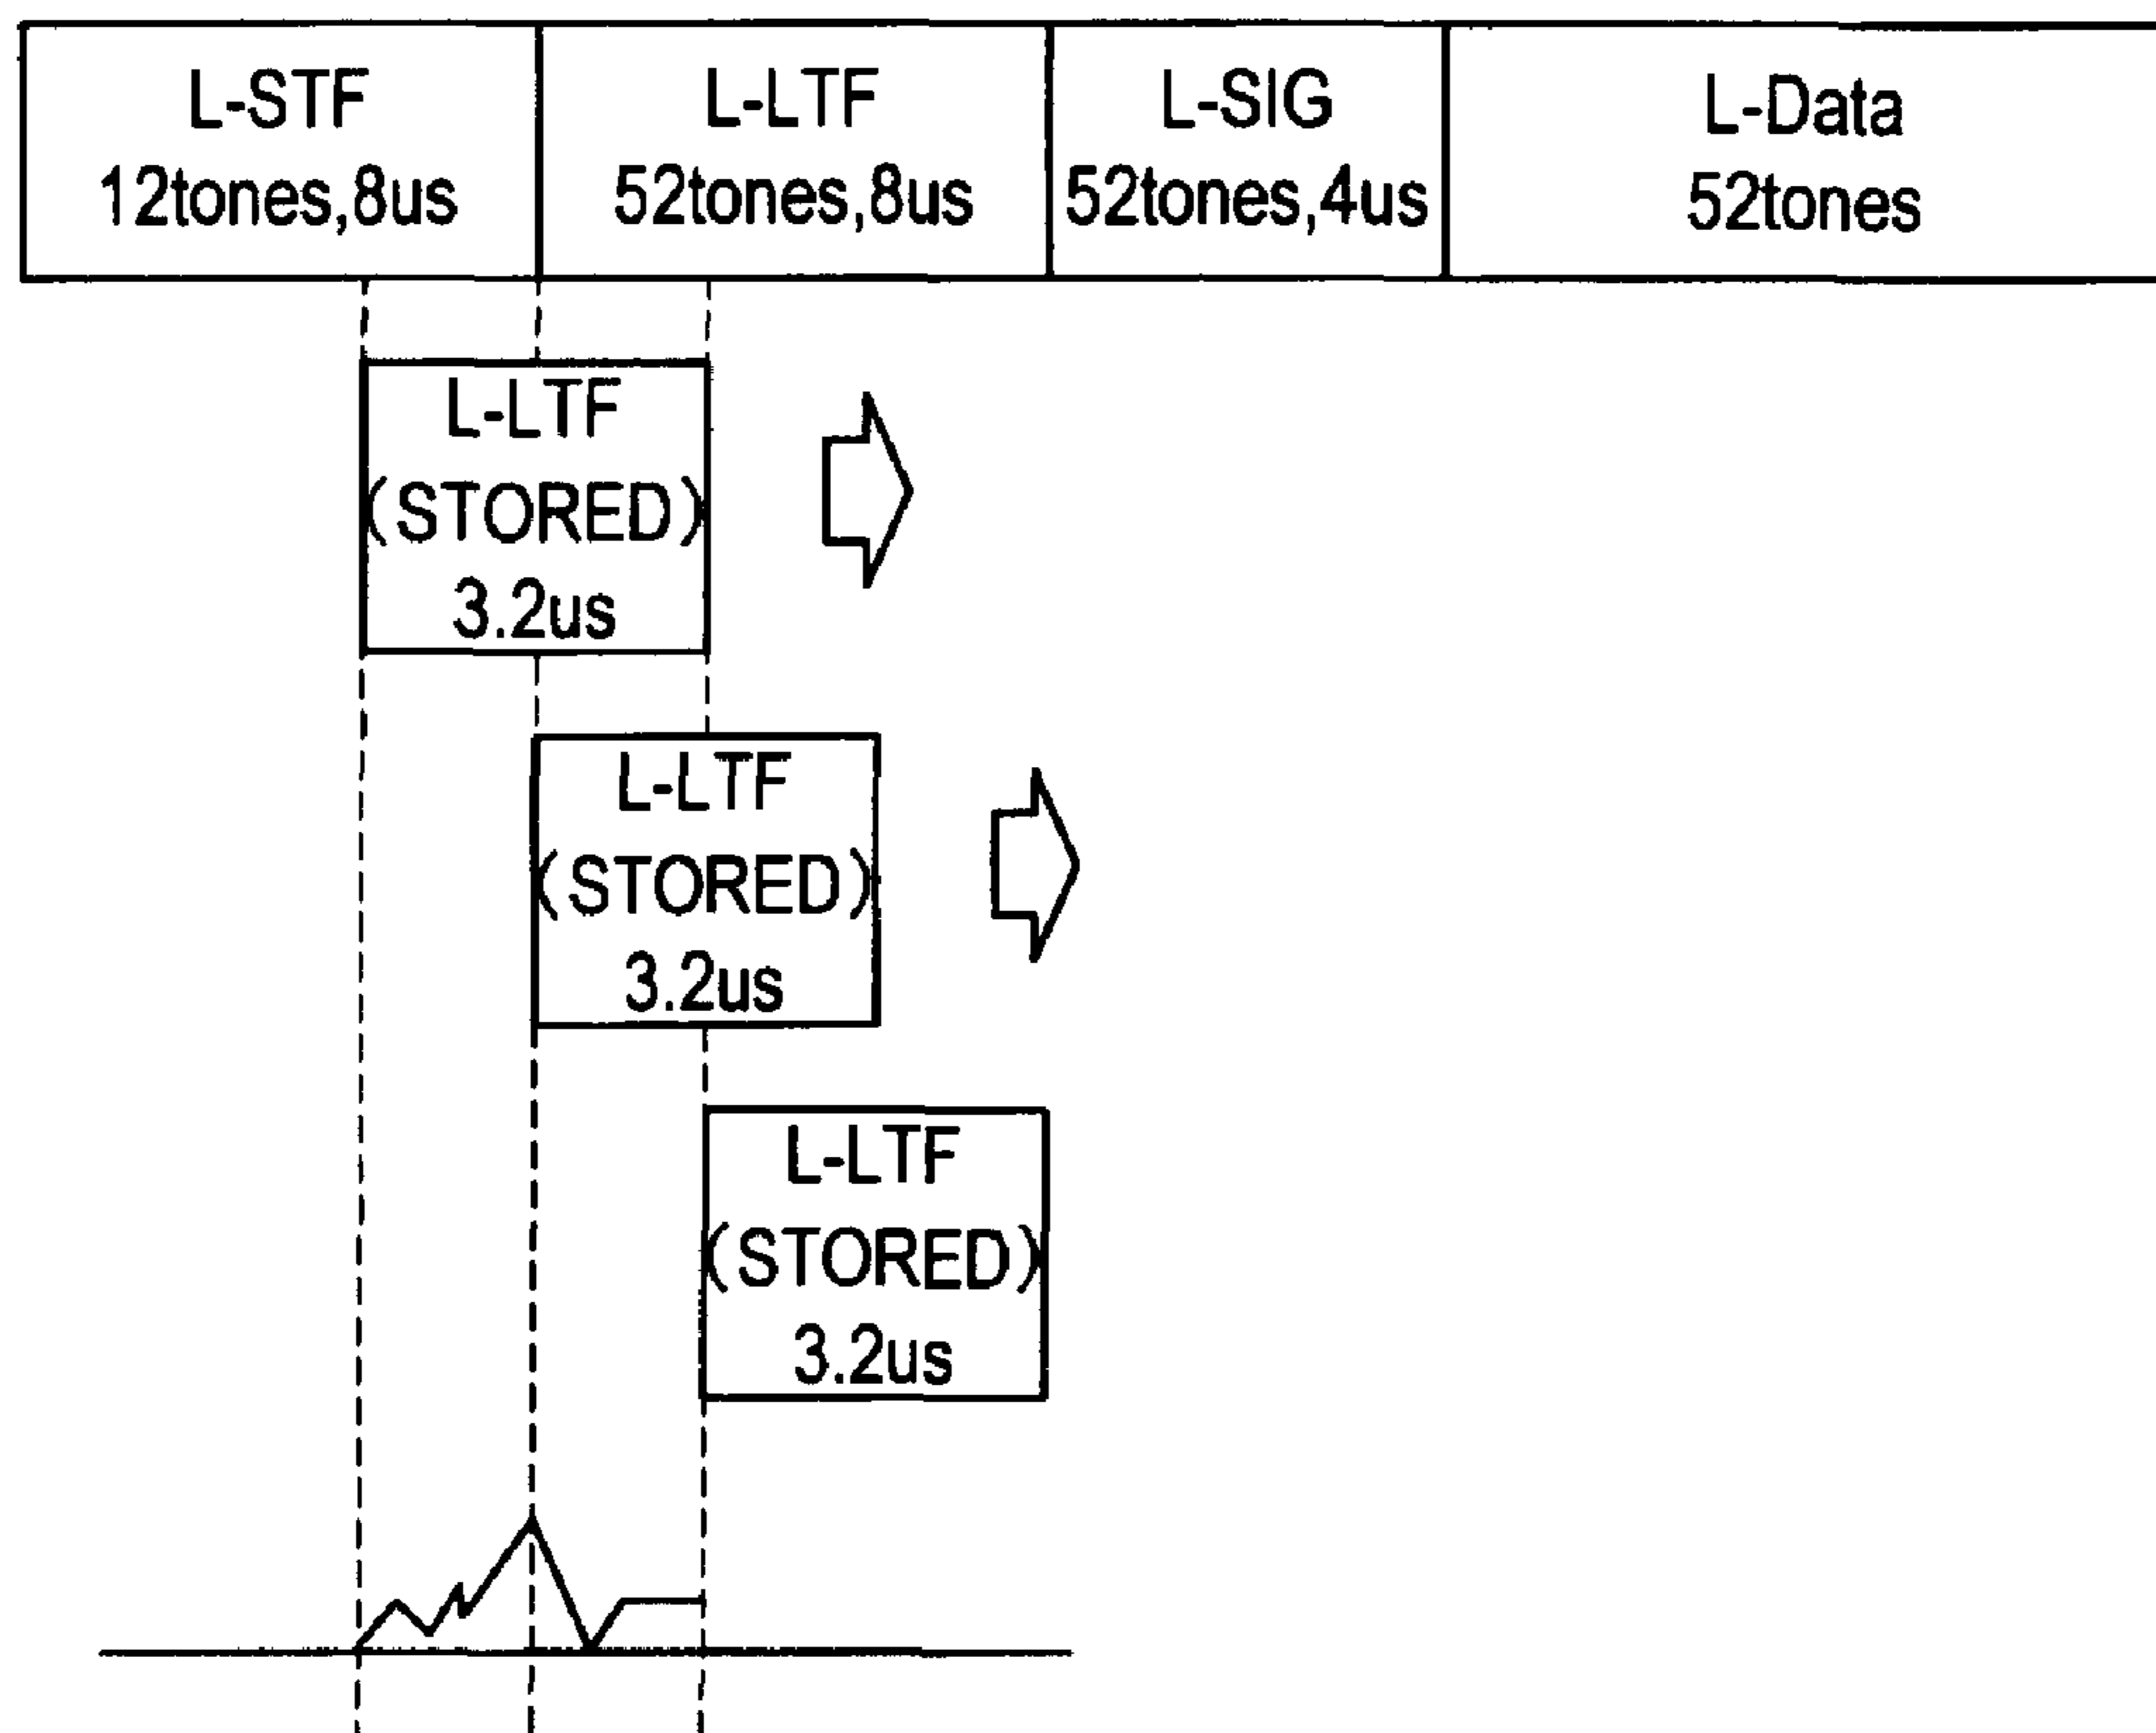 L-STF
12tones,8us
L-LTF
52tones,8us
L-SIG
52tones,4us
L-Data
52tones
L-LTF
(STORED)
3.2us
L-LTF
(STORED)
3.2us
L-LTF
(STORED)
3.2us